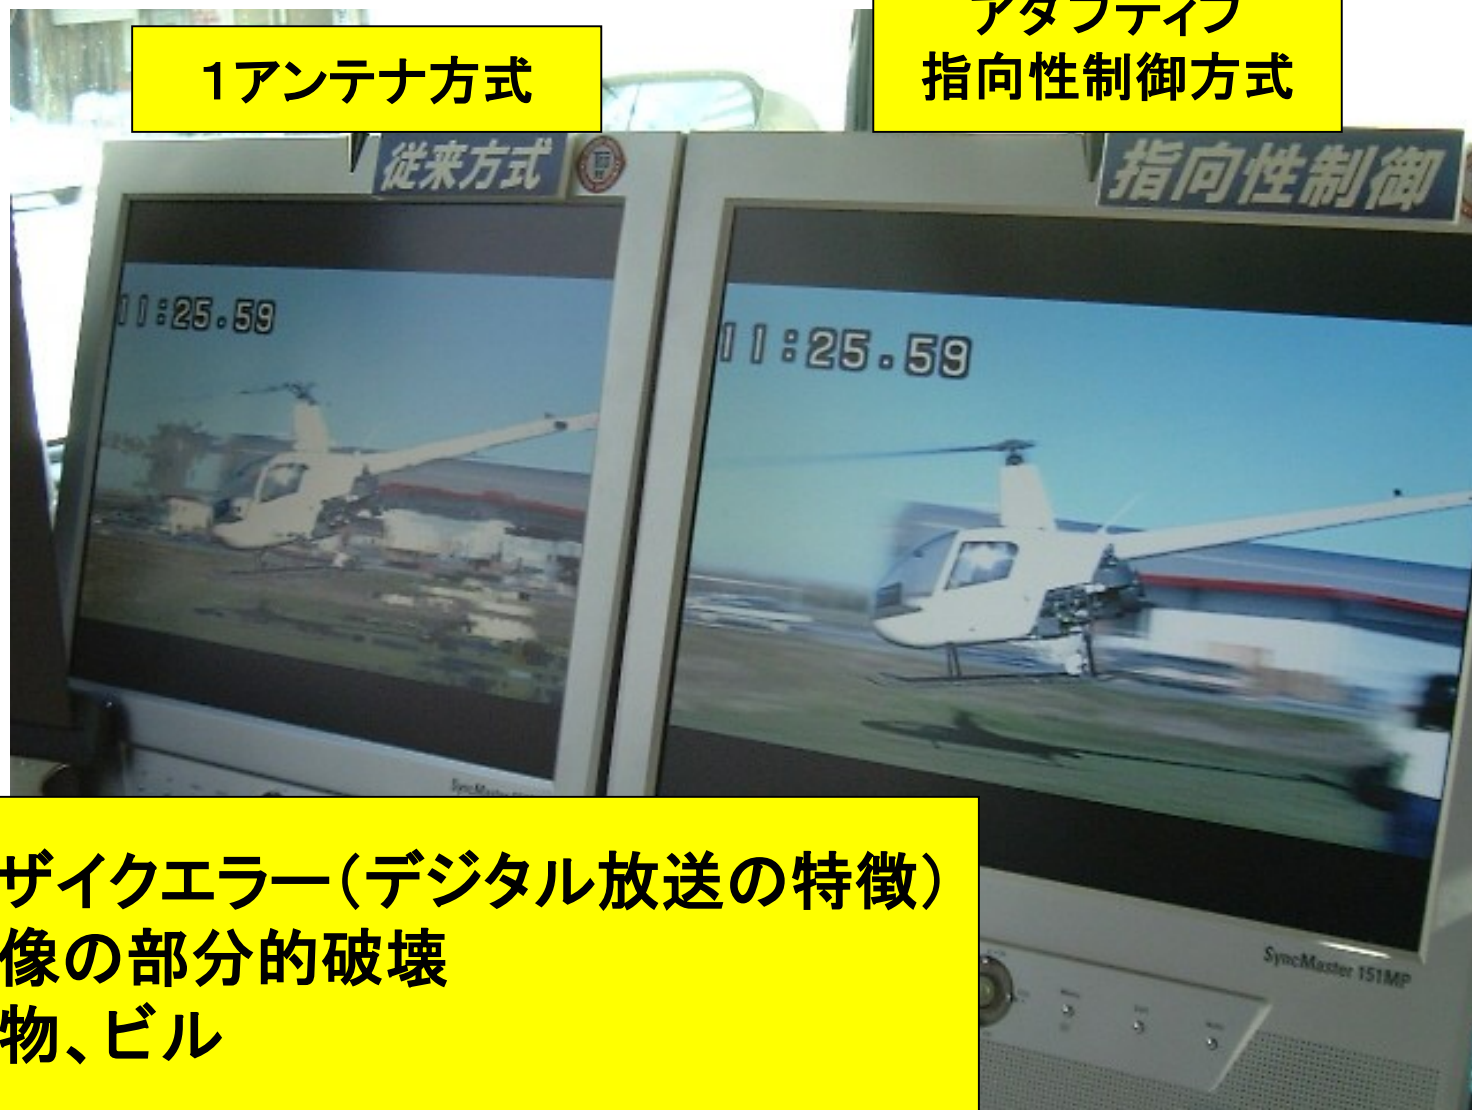 1アンテナ方式
アダプティブ
指向性制御方式
従来方式
指向性制御
11:25.59
11:25.59
SyncMaster
SyncMaster 151MP
ザイクエラー(デジタル放送の特徴)
像の部分的破壊
物、ビル